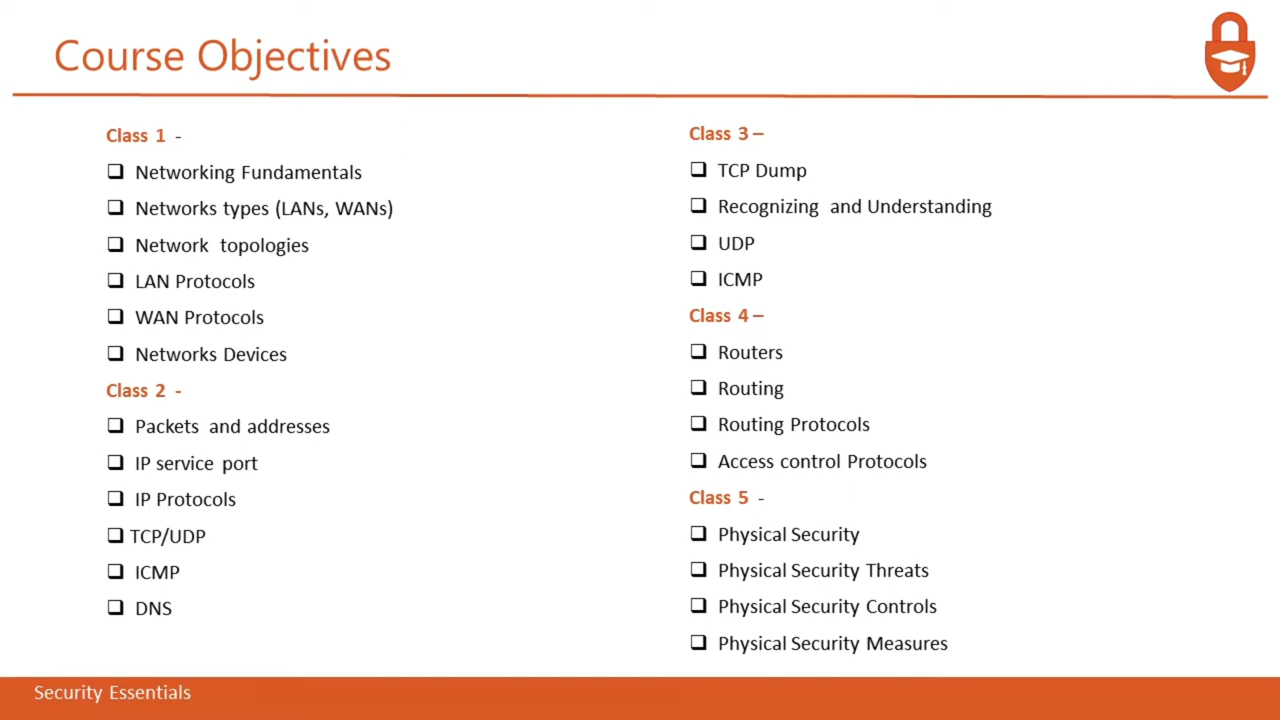 Course Objectives
Class 1 -
Networking Fundamentals
Networks types (LANs, WANs)
Network topologies
LAN Protocols
WAN Protocols
Networks Devices
Class 2 -
Packets and addresses
IP service port
IP Protocols
TCP/UDP
ICMP
DNS
Class 3 –
TCP Dump
Recognizing and Understanding
UDP
ICMP
Class 4 –
Routers
Routing
Routing Protocols
Access control Protocols
Class 5 -
Physical Security
Physical Security Threats
Physical Security Controls
Physical Security Measures
Security Essentials